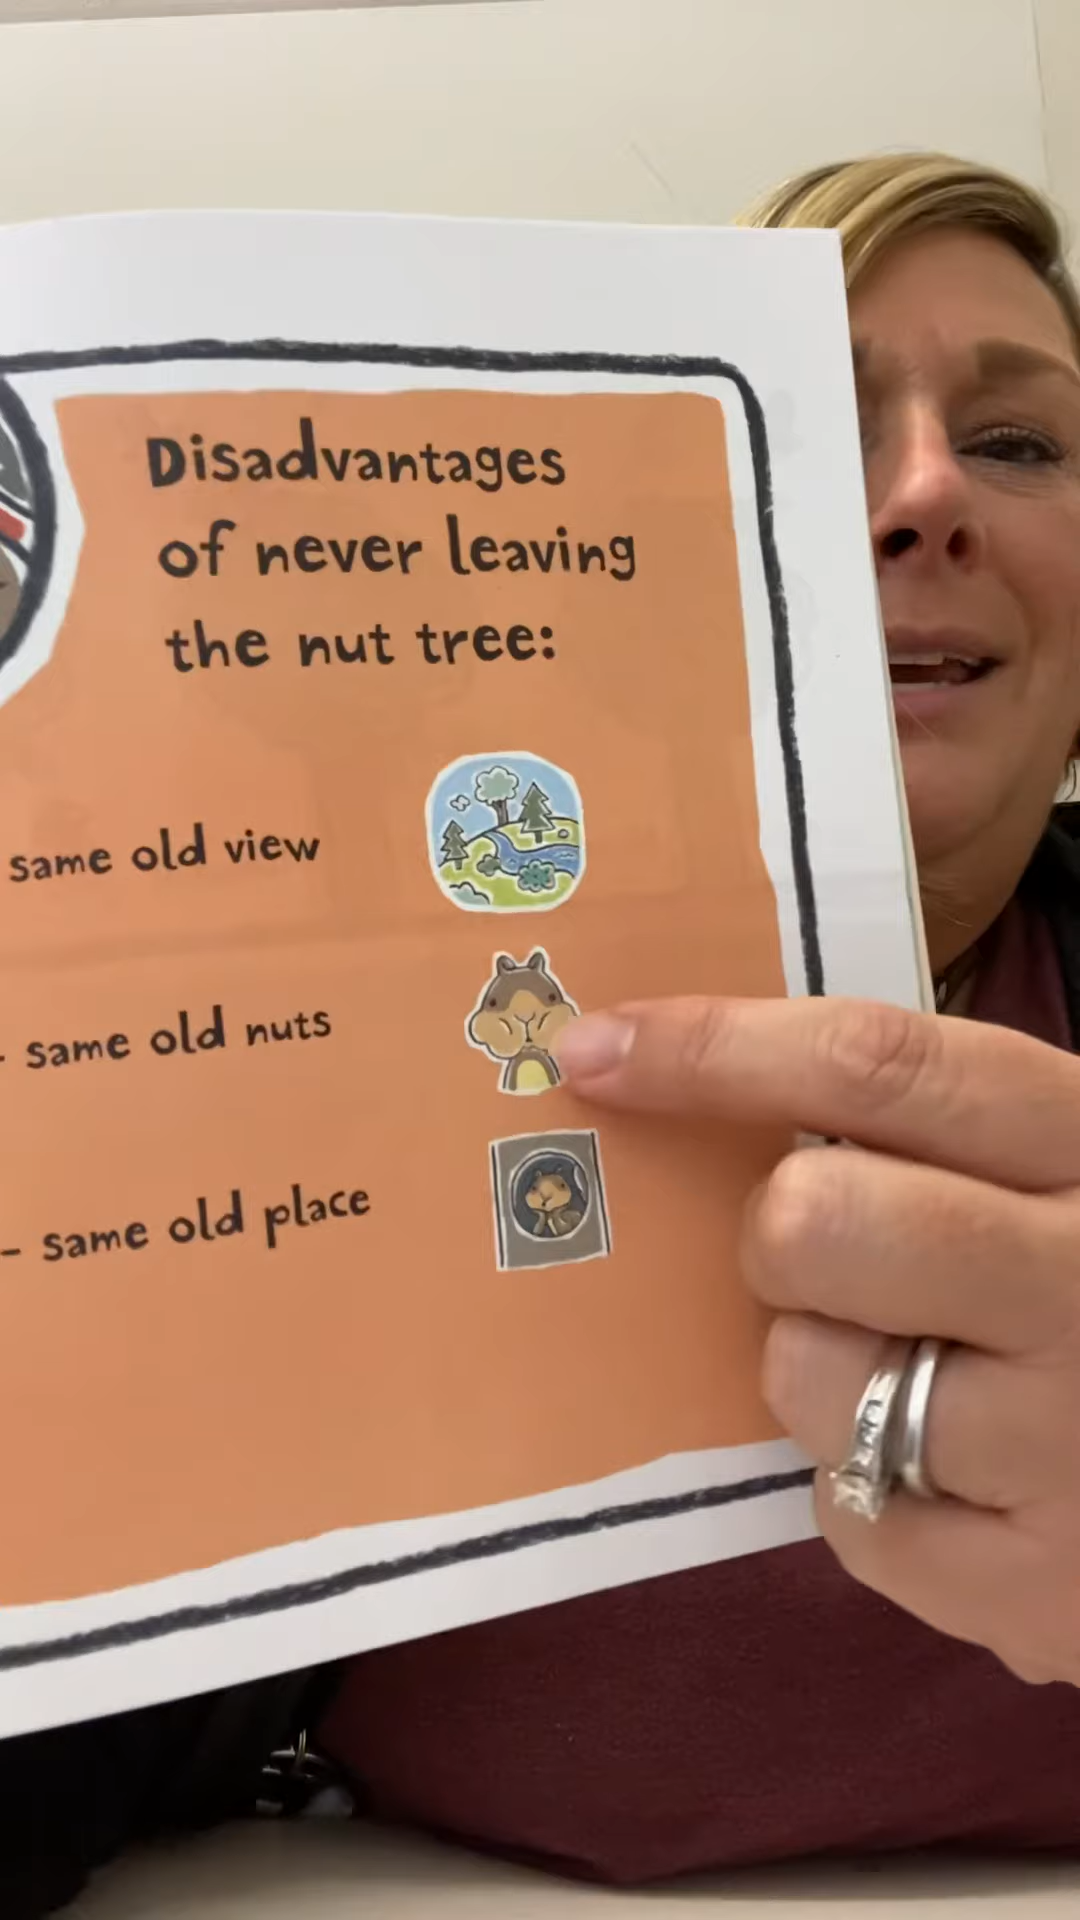 Disadvantages
of never leaving
the nut tree:
same old view
- same old nuts
- same old place